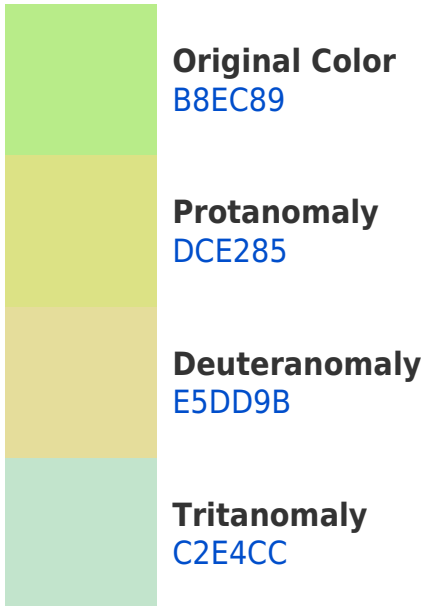 Original Color
B8EC89
Protanomaly
DCE285
Deuteranomaly
E5DD9B
Tritanomaly
C2E4CC